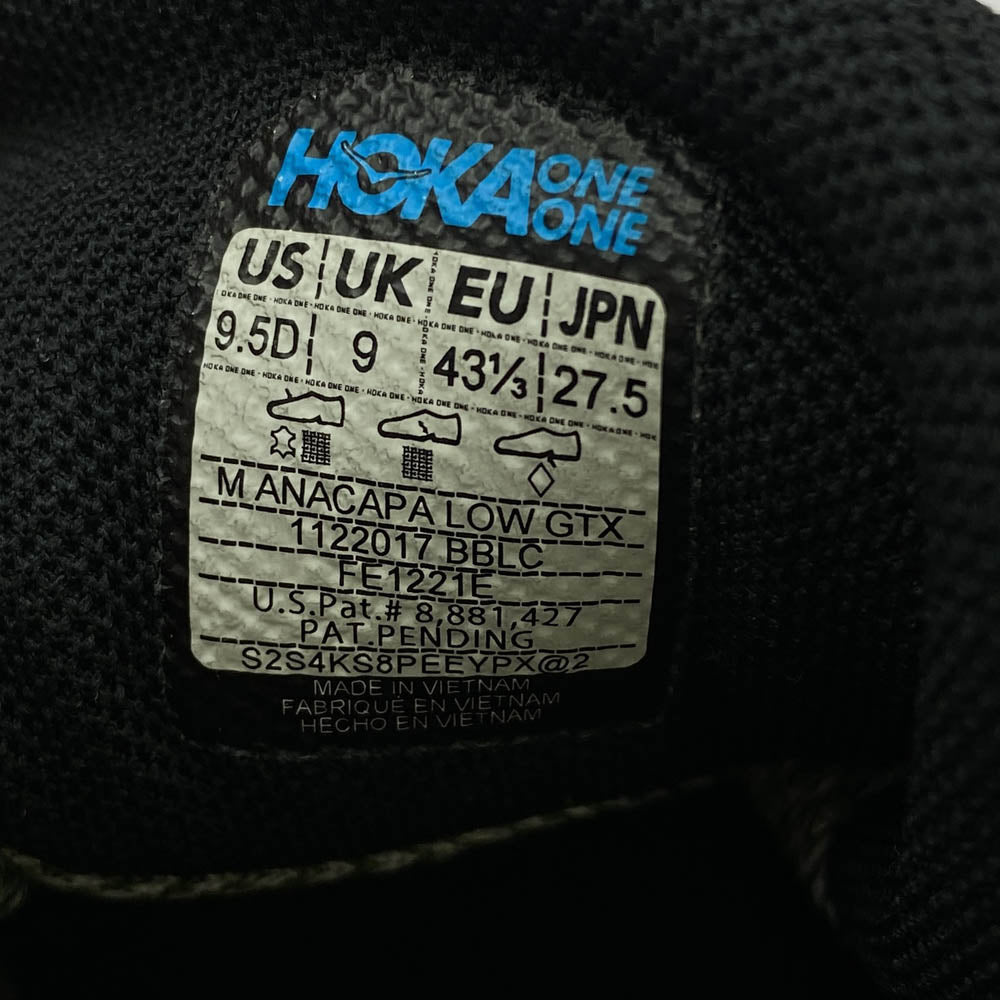 HOKA ONE ONE
US UK EU JPN
9.5D 9 43⅓ 27.5
M ANACAPA LOW GTX
1122017 BBLC
FE1221E
U.S.Pat.# 8,881,427
PAT.PENDING
S2S4KS8PEEYPX@2
MADE IN VIETNAM
FABRIQUÉ EN VIETNAM
HECHO EN VIETNAM